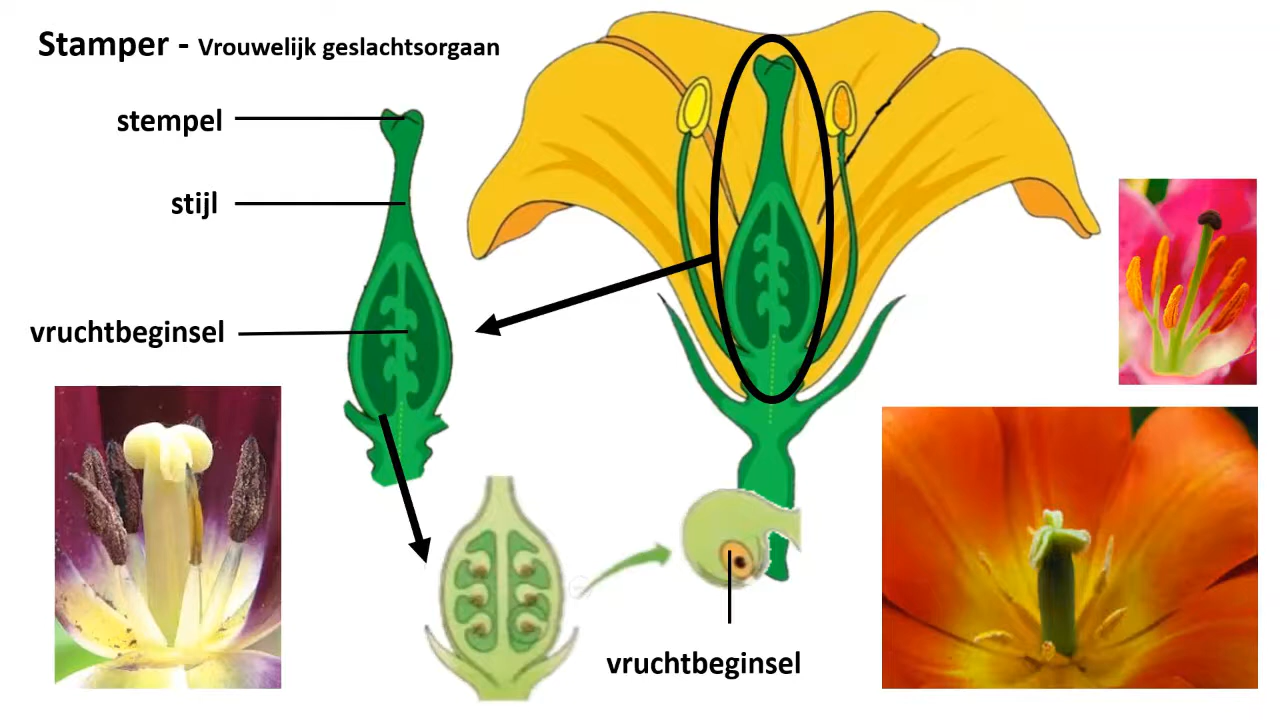 Stamper - Vrouwelijk geslachtsorgaan
stempel
stijl
vruchtbeginsel
vruchtbeginsel